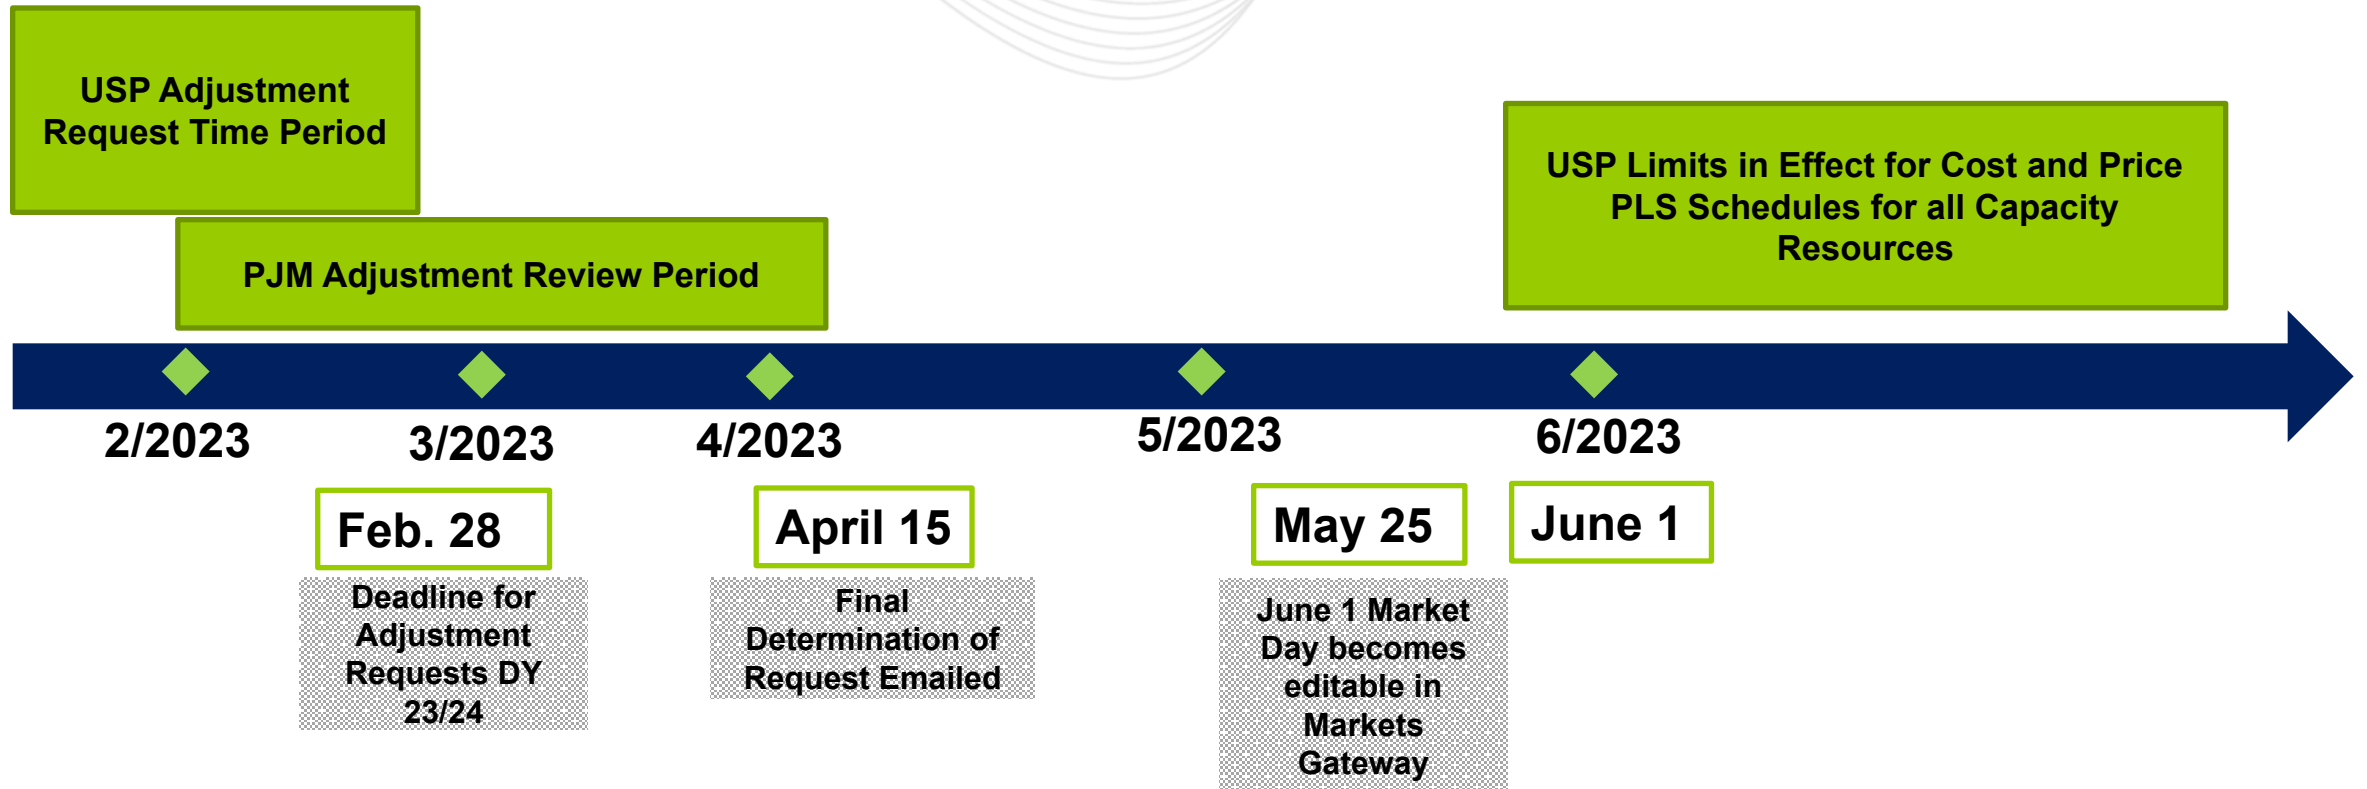 USP Adjustment
Request Time Period
PJM Adjustment Review Period
USP Limits in Effect for Cost and Price
PLS Schedules for all Capacity
Resources
2/2023
3/2023
4/2023
5/2023
6/2023
Feb. 28
Deadline for
Adjustment
Requests DY
23/24
April 15
Final
Determination of
Request Emailed
May 25
June 1 Market
Day becomes
editable in
Markets
Gateway
June 1